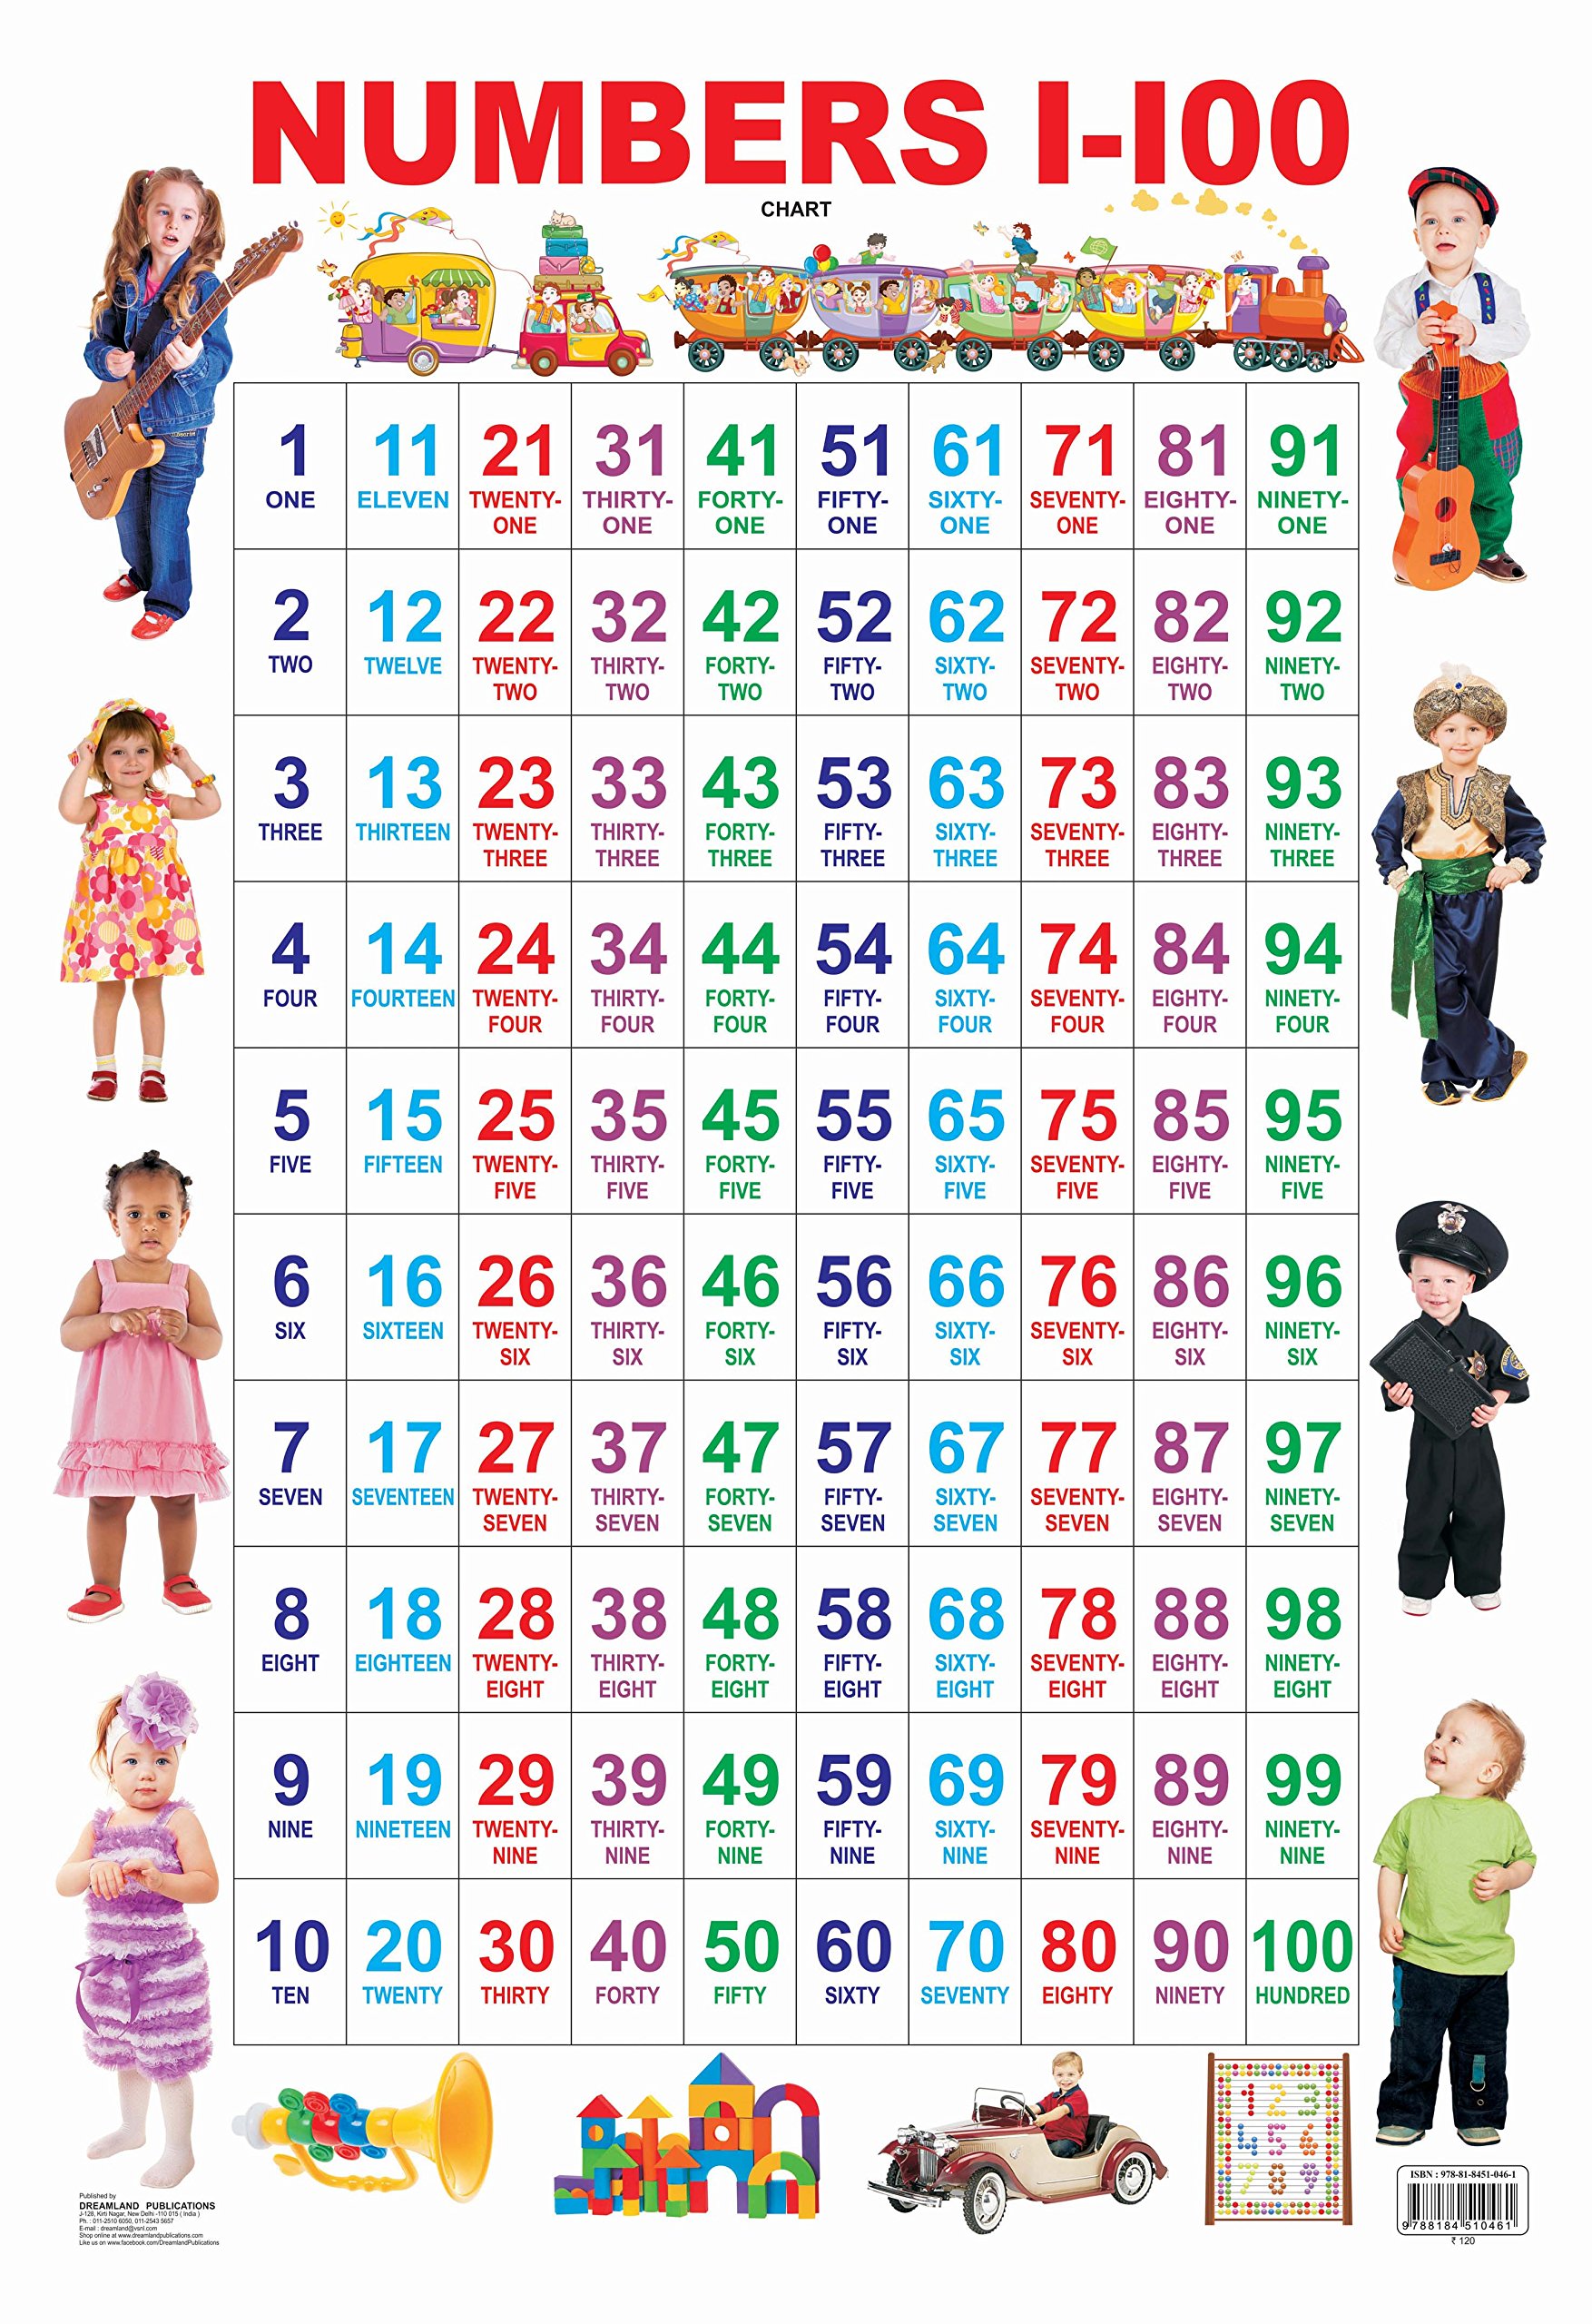 NUMBERS 1-100
CHART
1 11 21 31 41 51 61 71 81 91
ONE ELEVEN TWENTY- THIRTY- FORTY- FIFTY- SIXTY- SEVENTY- EIGHTY- NINETY-
ONE ONE ONE ONE ONE ONE ONE ONE
2 12 22 32 42 52 62 72 82 92
TWO TWELVE TWENTY- THIRTY- FORTY- FIFTY- SIXTY- SEVENTY- EIGHTY- NINETY-
TWO TWO TWO TWO TWO TWO TWO TWO
3 13 23 33 43 53 63 73 83 93
THREE THIRTEEN TWENTY- THIRTY- FORTY- FIFTY- SIXTY- SEVENTY- EIGHTY- NINETY-
THREE THREE THREE THREE THREE THREE THREE THREE
4 14 24 34 44 54 64 74 84 94
FOUR FOURTEEN TWENTY- THIRTY- FORTY- FIFTY- SIXTY- SEVENTY- EIGHTY- NINETY-
FOUR FOUR FOUR FOUR FOUR FOUR FOUR FOUR
5 15 25 35 45 55 65 75 85 95
FIVE FIFTEEN TWENTY- THIRTY- FORTY- FIFTY- SIXTY- SEVENTY- EIGHTY- NINETY-
FIVE FIVE FIVE FIVE FIVE FIVE FIVE FIVE
6 16 26 36 46 56 66 76 86 96
SIX SIXTEEN TWENTY- THIRTY- FORTY- FIFTY- SIXTY- SEVENTY- EIGHTY- NINETY-
SIX SIX SIX SIX SIX SIX SIX SIX
7 17 27 37 47 57 67 77 87 97
SEVEN SEVENTEEN TWENTY- THIRTY- FORTY- FIFTY- SIXTY- SEVENTY- EIGHTY- NINETY-
SEVEN SEVEN SEVEN SEVEN SEVEN SEVEN SEVEN SEVEN
8 18 28 38 48 58 68 78 88 98
EIGHT EIGHTEEN TWENTY- THIRTY- FORTY- FIFTY- SIXTY- SEVENTY- EIGHTY- NINETY-
EIGHT EIGHT EIGHT EIGHT EIGHT EIGHT EIGHT EIGHT
9 19 29 39 49 59 69 79 89 99
NINE NINETEEN TWENTY- THIRTY- FORTY- FIFTY- SIXTY- SEVENTY- EIGHTY- NINETY-
NINE NINE NINE NINE NINE NINE NINE NINE
10 20 30 40 50 60 70 80 90 100
TEN TWENTY THIRTY FORTY FIFTY SIXTY SEVENTY EIGHTY NINETY HUNDRED
1 2 3
4 5 6
7 8 9
Published by
DREAMLAND PUBLICATIONS
J-128, Kirti Nagar, New Delhi -110 015 ( India )
Ph. : 011-2510 6050, 011-2543 5657
E-mail : dreamland@vsnl.com
Shop online at www.dreamlandpublications.com
Like us on www.facebook.com/DreamlandPublications
ISBN : 978-81-8451-046-1
9 788184 510461
₹ 120